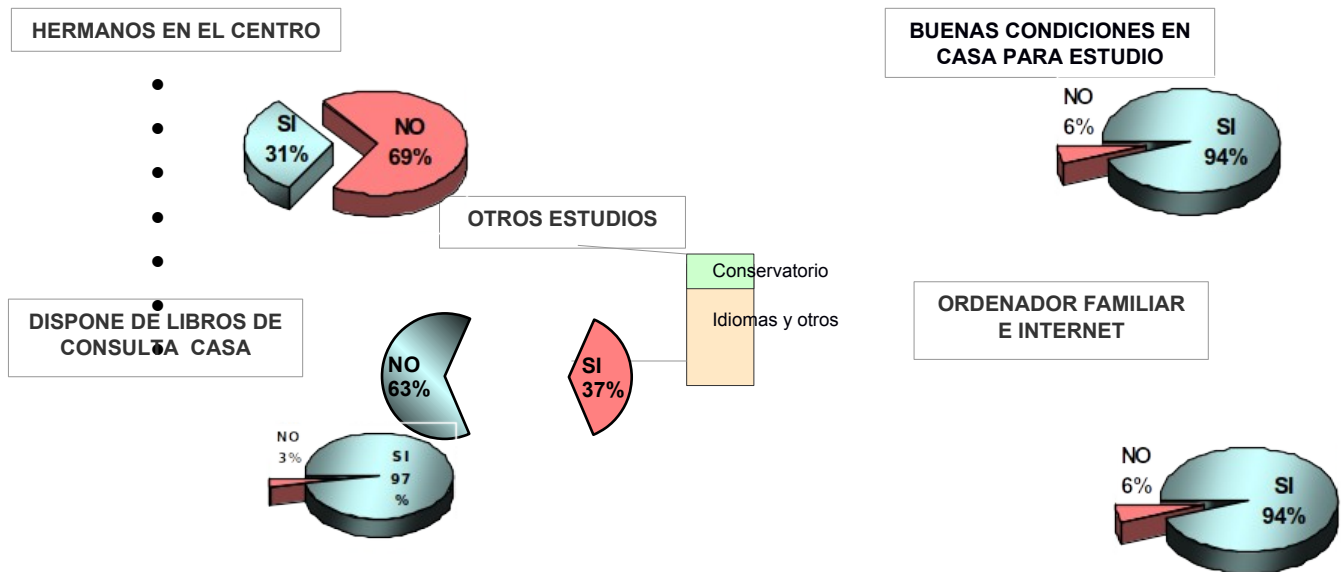 HERMANOS EN EL CENTRO
SI
31%
NO
69%
BUENAS CONDICIONES EN
CASA PARA ESTUDIO
NO
6%
SI
94%
OTROS ESTUDIOS
Conservatorio
Idiomas y otros
NO
63%
SI
37%
DISPONE DE LIBROS DE
CONSULTA CASA
NO
3%
SI
97
%
ORDENADOR FAMILIAR
E INTERNET
NO
6%
SI
94%